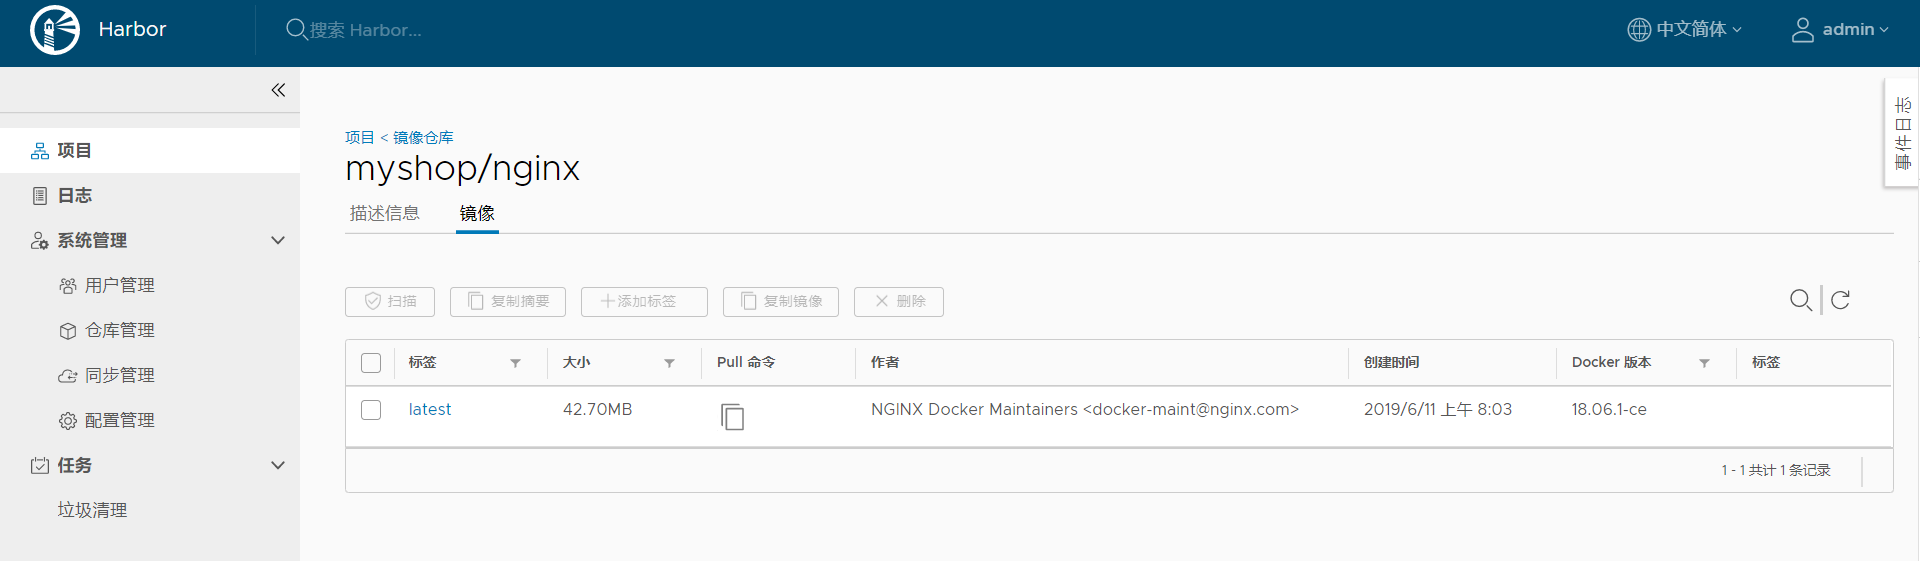 Harbor
搜索 Harbor...
中文简体
admin
事件日志
项目
日志
系统管理
用户管理
仓库管理
同步管理
配置管理
任务
垃圾清理
项目 < 镜像仓库
myshop/nginx
描述信息 镜像
扫描 复制摘要 添加标签 复制镜像 删除
标签 大小 Pull 命令 作者 创建时间 Docker 版本 标签
latest 42.70MB NGINX Docker Maintainers <docker-maint@nginx.com> 2019/6/11 上午 8:03 18.06.1-ce
1 - 1 共计 1 条记录